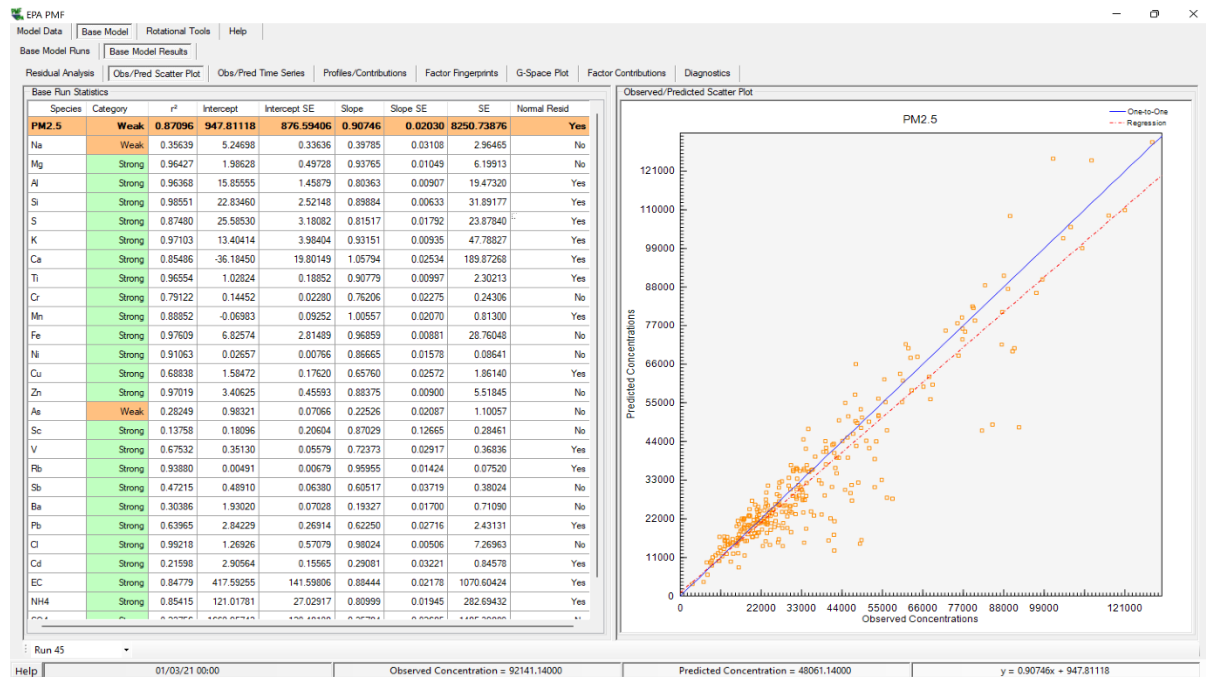 EPA PMF
Model Data Base Model Rotational Tools Help
Base Model Runs Base Model Results
Residual Analysis Obs/Pred Scatter Plot Obs/Pred Time Series Profiles/Contributions Factor Fingerprints G-Space Plot Factor Contributions Diagnostics
Base Run Statistics
Species Category r² Intercept Intercept SE Slope Slope SE SE Normal Resid
PM2.5 Weak 0.87096 947.81118 876.59406 0.90746 0.02030 8250.73876 Yes
Na Weak 0.35639 5.24698 0.33636 0.39785 0.03108 2.96465 No
Mg Strong 0.96427 1.98628 0.49728 0.93765 0.01049 6.19913 No
Al Strong 0.96368 15.85555 1.45879 0.80363 0.00907 19.47320 Yes
Si Strong 0.98551 22.83460 2.52148 0.89884 0.00633 31.89177 Yes
S Strong 0.87480 25.58530 3.18082 0.81517 0.01792 23.87840 Yes
K Strong 0.97103 13.40414 3.98404 0.93151 0.00935 47.78827 Yes
Ca Strong 0.85486 -36.18450 19.80149 1.05794 0.02534 189.87268 Yes
Ti Strong 0.96554 1.02824 0.18852 0.90779 0.00997 2.30213 Yes
Cr Strong 0.79122 0.14452 0.02280 0.76206 0.02275 0.24306 No
Mn Strong 0.88852 -0.06983 0.09252 1.00557 0.02070 0.81300 Yes
Fe Strong 0.97609 6.82574 2.81489 0.96859 0.00881 28.76048 No
Ni Strong 0.91063 0.02657 0.00766 0.86665 0.01578 0.08641 No
Cu Strong 0.68838 1.58472 0.17620 0.65760 0.02572 1.86140 Yes
Zn Strong 0.97019 3.40625 0.45593 0.88375 0.00900 5.51845 No
As Weak 0.28249 0.98321 0.07066 0.22526 0.02087 1.10057 No
Sc Strong 0.13758 0.18096 0.20604 0.87029 0.12665 0.28461 No
V Strong 0.67532 0.35130 0.05579 0.72373 0.02917 0.36836 Yes
Rb Strong 0.93880 0.00491 0.00679 0.95955 0.01424 0.07520 Yes
Sb Strong 0.47215 0.48910 0.06380 0.60517 0.03719 0.38024 No
Ba Strong 0.30386 1.93020 0.07028 0.19327 0.01700 0.71090 No
Pb Strong 0.63965 2.84229 0.26914 0.62250 0.02716 2.43131 Yes
Cl Strong 0.99218 1.26926 0.57079 0.98024 0.00506 7.26963 No
Cd Strong 0.21598 2.90564 0.15565 0.29081 0.03221 0.84578 Yes
EC Strong 0.84779 417.59255 141.59806 0.88444 0.02178 1070.60424 Yes
NH4 Strong 0.85415 121.01781 27.02917 0.80999 0.01945 282.69432 Yes
Observed/Predicted Scatter Plot
PM2.5
One-to-One
Regression
Predicted Concentrations
121000
110000
99000
88000
77000
66000
55000
44000
33000
22000
11000
0
0 22000 33000 44000 55000 66000 77000 88000 99000 121000
Observed Concentrations
Run 45
Help 01/03/21 00:00 Observed Concentration = 92141.14000 Predicted Concentration = 48061.14000 y = 0.90746x + 947.81118